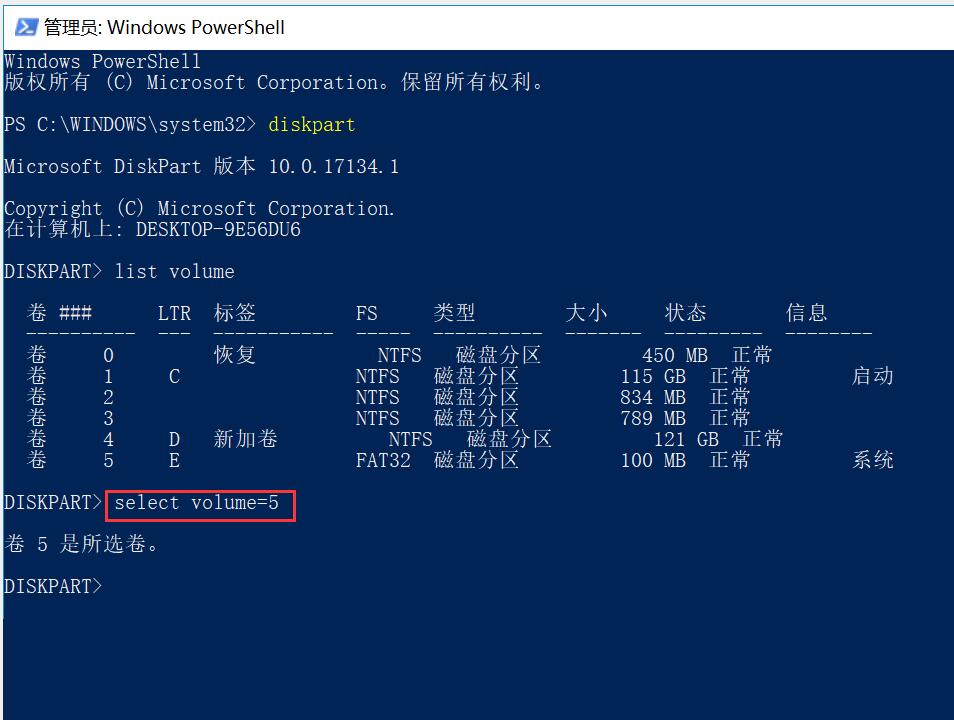 管理员: Windows PowerShell
Windows PowerShell
版权所有 (C) Microsoft Corporation。保留所有权利。
PS C:\WINDOWS\system32> diskpart
Microsoft DiskPart 版本 10.0.17134.1
Copyright (C) Microsoft Corporation.
在计算机上: DESKTOP-9E56DU6
DISKPART> list volume
卷 ###      LTR  标签         FS     类型        大小     状态       信息
----------  ---  -----------  -----  ----------  -------  ---------  --------
卷     0         恢复           NTFS   磁盘分区         450 MB  正常
卷     1     C                NTFS   磁盘分区         115 GB  正常         启动
卷     2                      NTFS   磁盘分区         834 MB  正常
卷     3                      NTFS   磁盘分区         789 MB  正常
卷     4     D   新加卷          NTFS   磁盘分区         121 GB  正常
卷     5     E                FAT32  磁盘分区         100 MB  正常         系统
DISKPART> select volume=5
卷 5 是所选卷。
DISKPART>